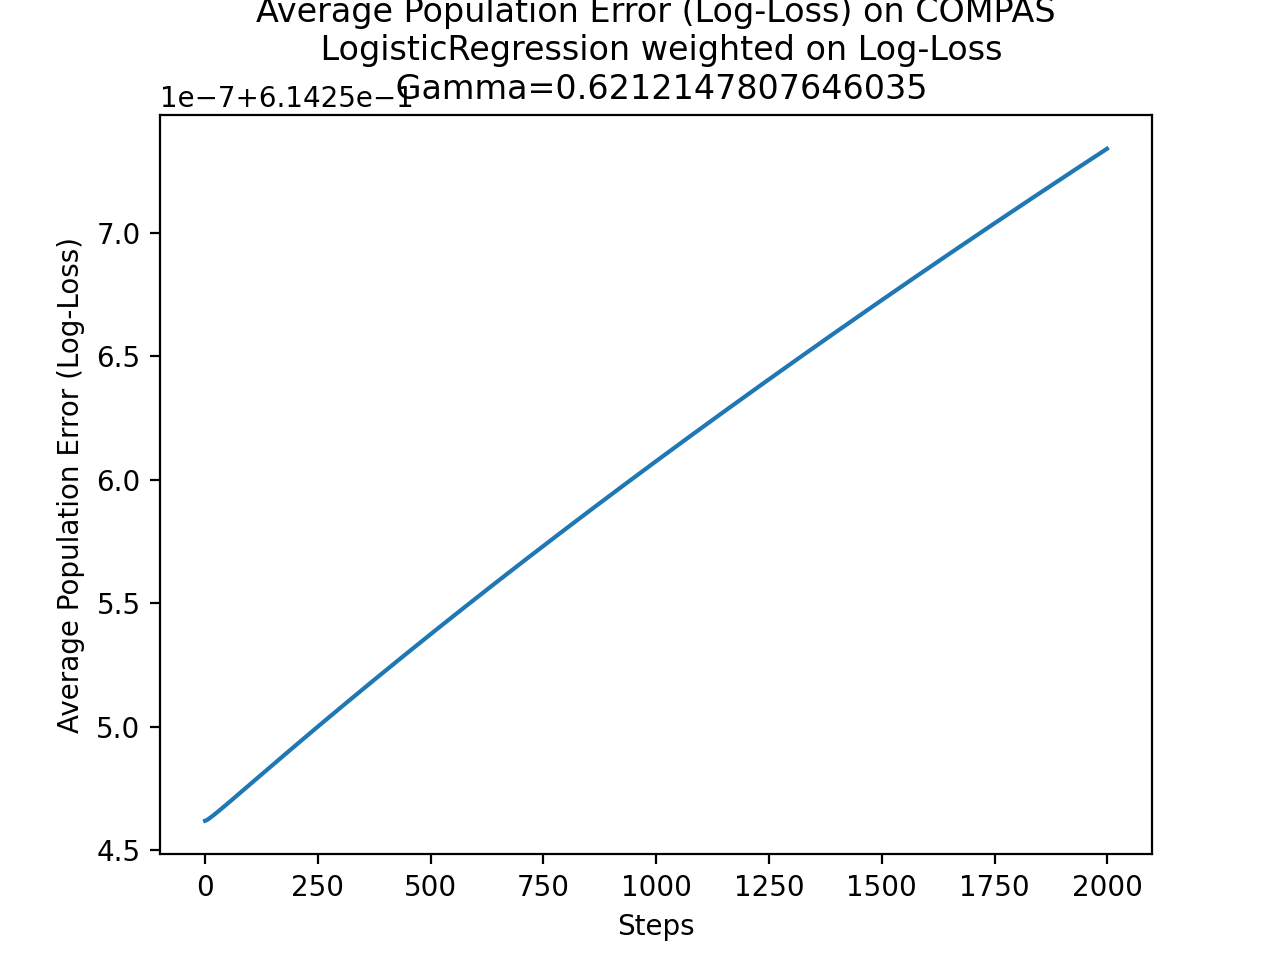 Average Population Error (Log-Loss) on COMPAS
LogisticRegression weighted on Log-Loss
Gamma=0.6212147807646035
1e−7+6.1425e−1
Average Population Error (Log-Loss)
7.0
6.5
6.0
5.5
5.0
4.5
0 250 500 750 1000 1250 1500 1750 2000
Steps